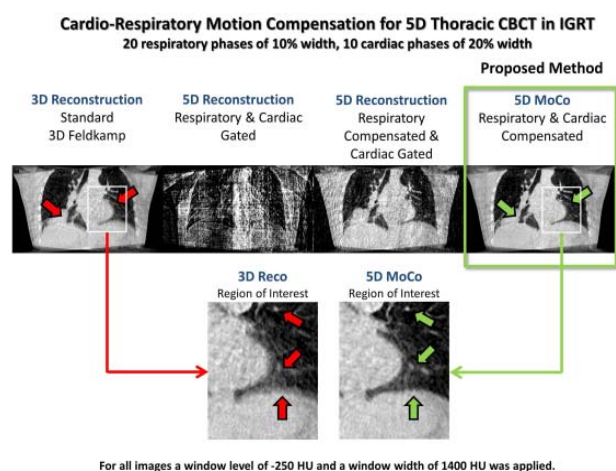 Cardio-Respiratory Motion Compensation for 5D Thoracic CBCT in IGRT
20 respiratory phases of 10% width, 10 cardiac phases of 20% width
Proposed Method
3D Reconstruction
Standard
3D Feldkamp
5D Reconstruction
Respiratory & Cardiac
Gated
5D Reconstruction
Respiratory
Compensated &
Cardiac Gated
5D MoCo
Respiratory & Cardiac
Compensated
3D Reco
Region of Interest
5D MoCo
Region of Interest
For all images a window level of -250 HU and a window width of 1400 HU was applied.